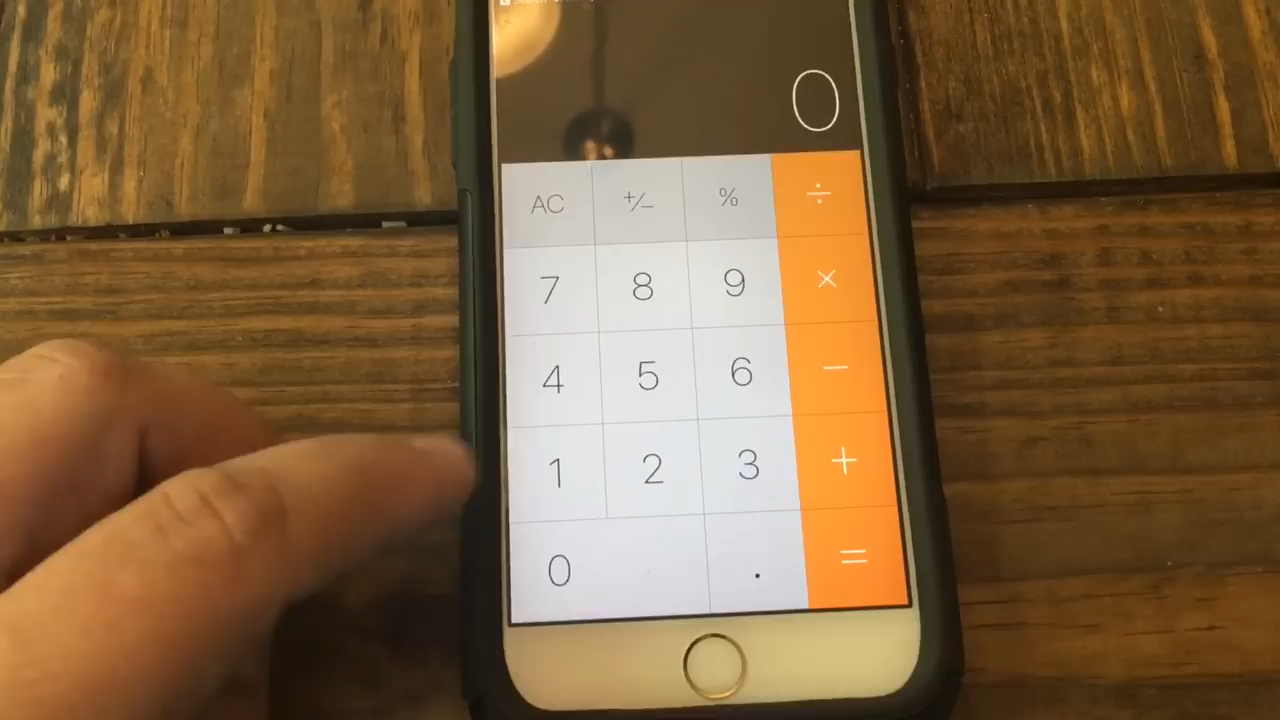 0
AC +/- % ÷
7 8 9 ×
4 5 6 −
1 2 3 +
0 . =